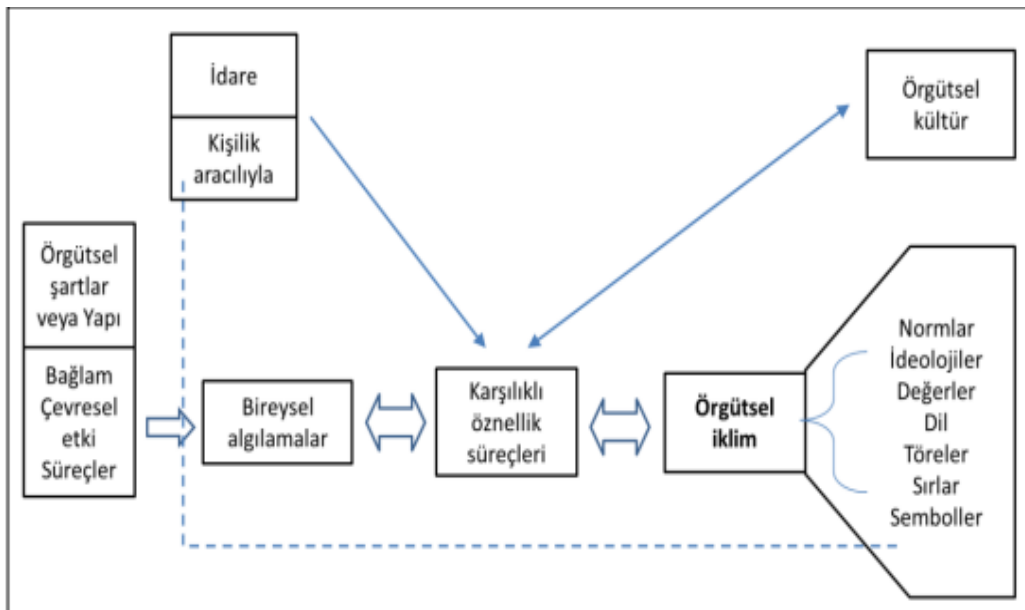 İdare
Kişilik
aracılıyla
Örgütsel
kültür
Örgütsel
şartlar
veya Yapı
Bağlam
Çevresel
etki
Süreçler
Bireysel
algılamalar
Karşılıklı
öznellik
süreçleri
Örgütsel
iklim
Normlar
İdeolojiler
Değerler
Dil
Töreler
Sırlar
Semboller